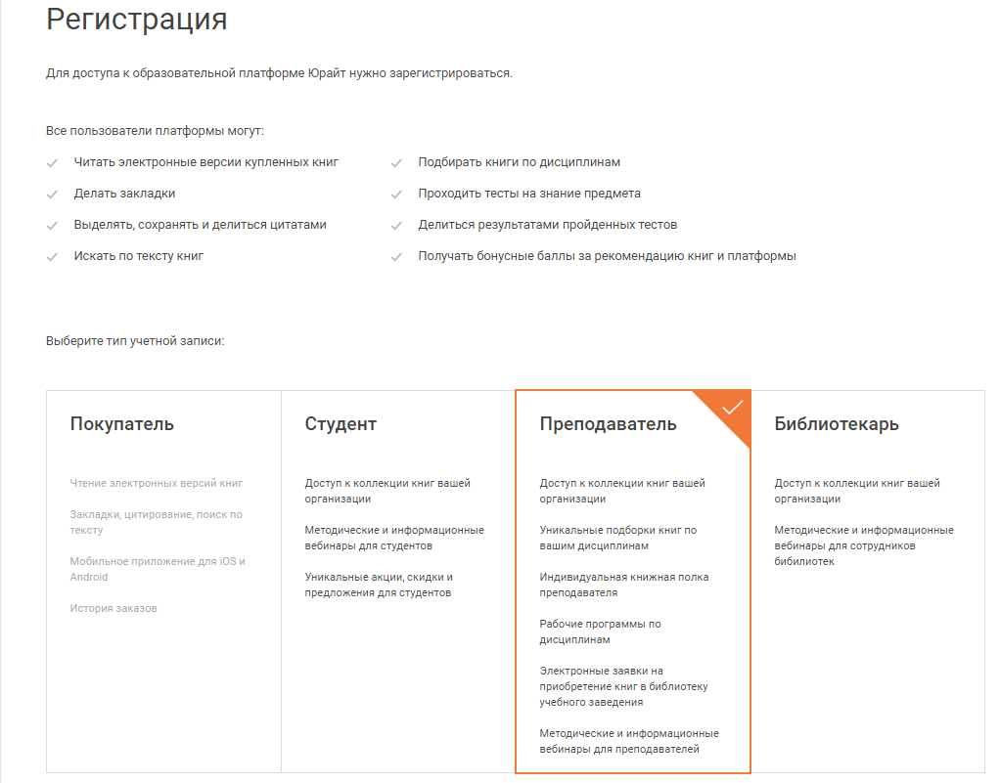 Регистрация
Для доступа к образовательной платформе Юрайт нужно зарегистрироваться.
Все пользователи платформы могут:
Читать электронные версии купленных книг
Делать закладки
Выделять, сохранять и делиться цитатами
Искать по тексту книг
Подбирать книги по дисциплинам
Проходить тесты на знание предмета
Делиться результатами пройденных тестов
Получать бонусные баллы за рекомендацию книг и платформы
Выберите тип учетной записи:
Покупатель
Чтение электронных версий книг
Закладки, цитирование, поиск по
тексту
Мобильное приложение для iOS и
Android
История заказов
Студент
Доступ к коллекции книг вашей
организации
Методические и информационные
вебинары для студентов
Уникальные акции, скидки и
предложения для студентов
Преподаватель
Доступ к коллекции книг вашей
организации
Уникальные подборки книг по
вашим дисциплинам
Индивидуальная книжная полка
преподавателя
Рабочие программы по
дисциплинам
Электронные заявки на
приобретение книг в библиотеку
учебного заведения
Методические и информационные
вебинары для преподавателей
Библиотекарь
Доступ к коллекции книг вашей
организации
Методические и информационные
вебинары для сотрудников
бибилиотек